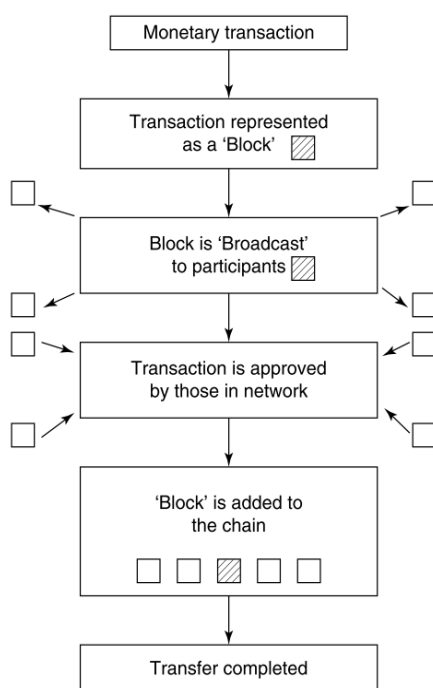 Monetary transaction
Transaction represented
as a ‘Block’
Block is ‘Broadcast’
to participants
Transaction is approved
by those in network
‘Block’ is added to
the chain
Transfer completed